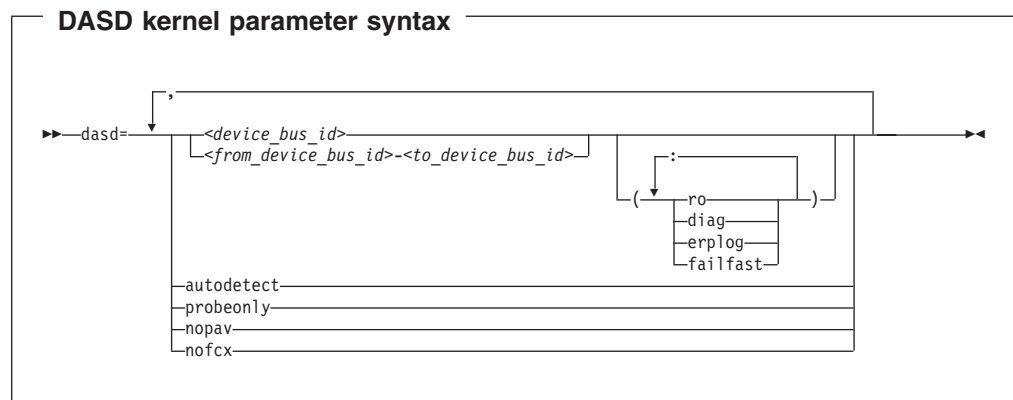 DASD kernel parameter syntax
,
dasd= <device_bus_id>
<from_device_bus_id>-<to_device_bus_id>
:
( ro )
diag
erplog
failfast
autodetect
probeonly
nopav
nofcx